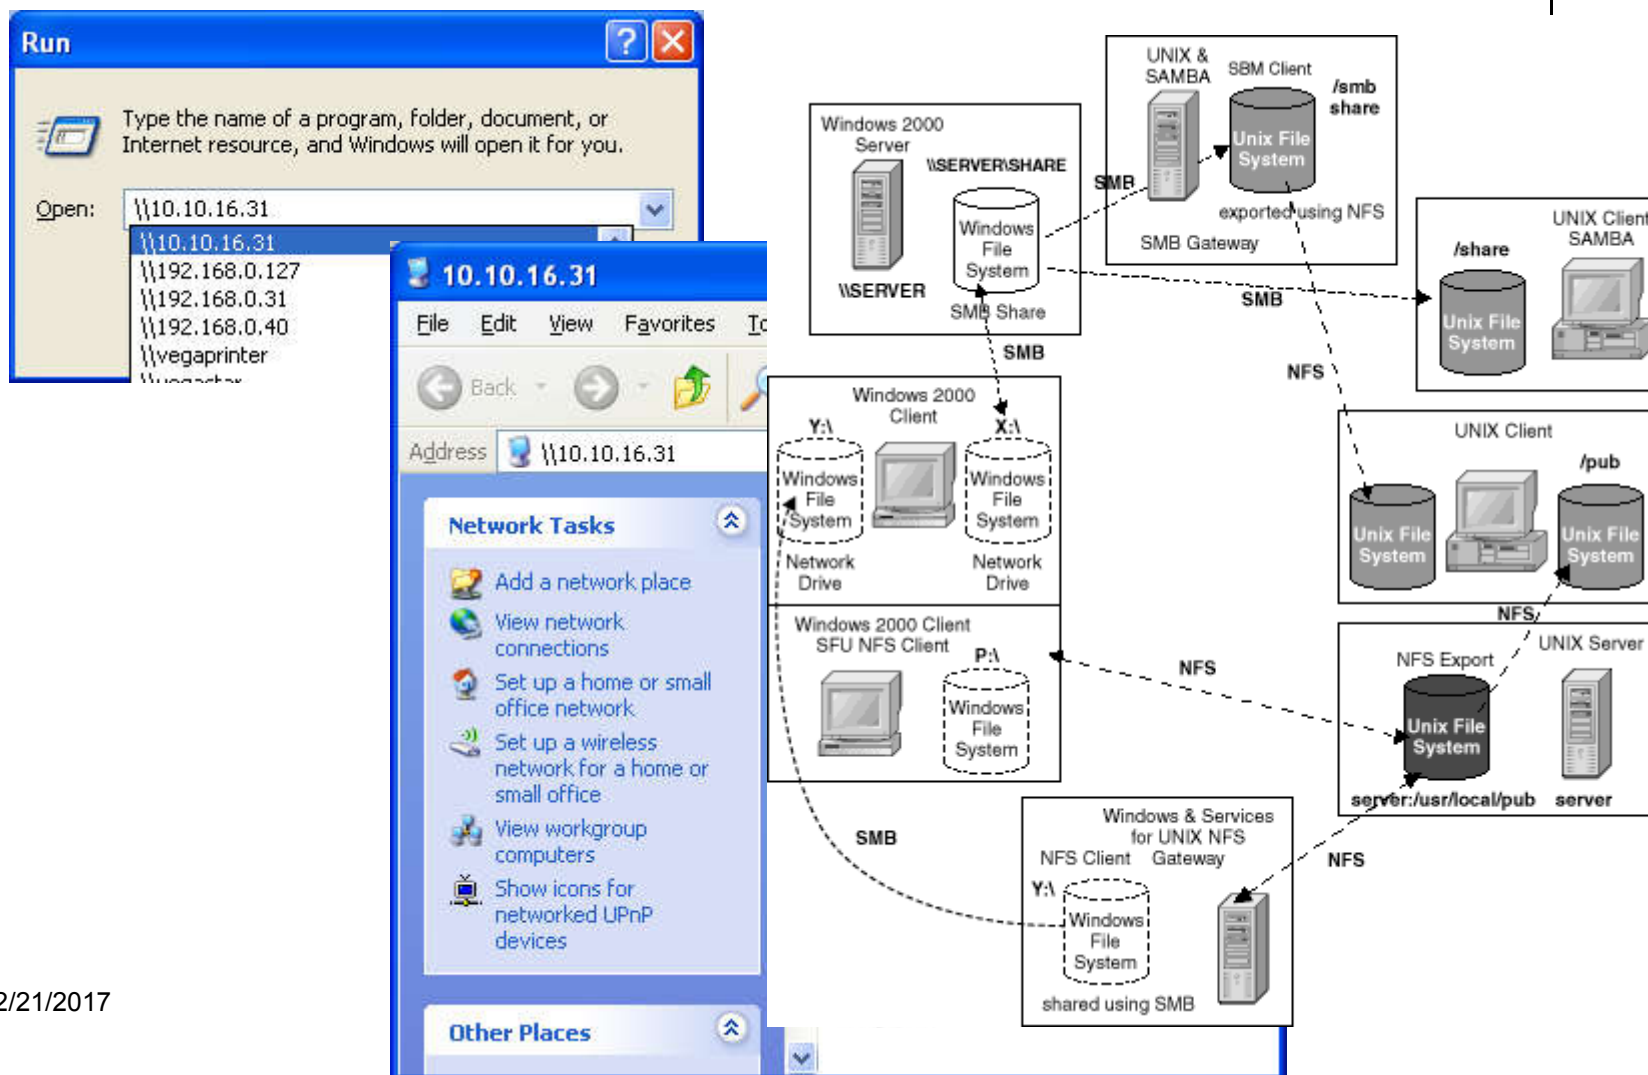 Run
Type the name of a program, folder, document, or
Internet resource, and Windows will open it for you.
Open:
\\10.10.16.31
\\10.10.16.31
\\192.168.0.127
\\192.168.0.31
\\192.168.0.40
\\vegaprinter
10.10.16.31
File Edit View Favorites
Back
Address
\\10.10.16.31
Network Tasks
Add a network place
View network
connections
Set up a home or small
office network
Set up a wireless
network for a home or
small office
View workgroup
computers
Show icons for
networked UPnP
devices
Other Places
2/21/2017
Windows 2000
Server
\\SERVER\SHARE
Windows
File
System
\\SERVER
SMB Share
UNIX &
SAMBA
SBM Client
/smb
share
Unix File
System
exported using NFS
SMB Gateway
SMB
UNIX Client
SAMBA
/share
Unix File
System
SMB
SMB
NFS
Windows 2000
Client
Y:\
X:\
Windows
File
System
Windows
File
System
Network
Drive
Network
Drive
UNIX Client
/pub
Unix File
System
Unix File
System
NFS
Windows 2000 Client
SFU NFS Client
P:\
Windows
File
System
NFS
NFS Export
UNIX Server
Unix File
System
server:/usr/local/pub
server
SMB
NFS
Windows & Services
for UNIX NFS
NFS Client Gateway
Y:\
Windows
File
System
shared using SMB